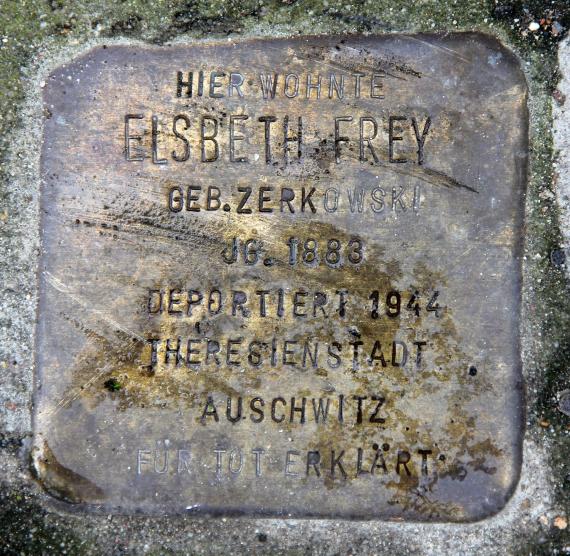 HIER WOHNTE
ELSBETH FREY
GEB. ZERKOWSKI
JG. 1883
DEPORTIERT 1944
THERESIENSTADT
AUSCHWITZ
FÜR TOT ERKLÄRT